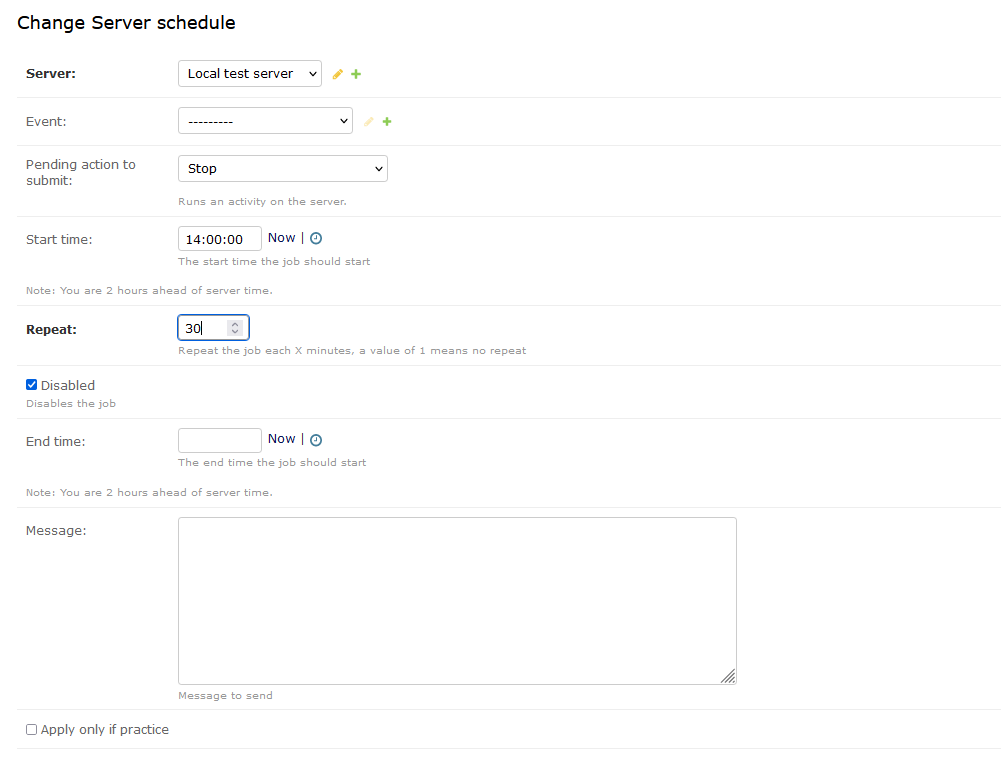 Change Server schedule
Server: Local test server
Event: ---------
Pending action to
submit:
Stop
Runs an activity on the server.
Start time: 14:00:00 Now |
The start time the job should start
Note: You are 2 hours ahead of server time.
Repeat: 30
Repeat the job each X minutes, a value of 1 means no repeat
Disabled
Disables the job
End time: Now |
The end time the job should start
Note: You are 2 hours ahead of server time.
Message:
Message to send
Apply only if practice